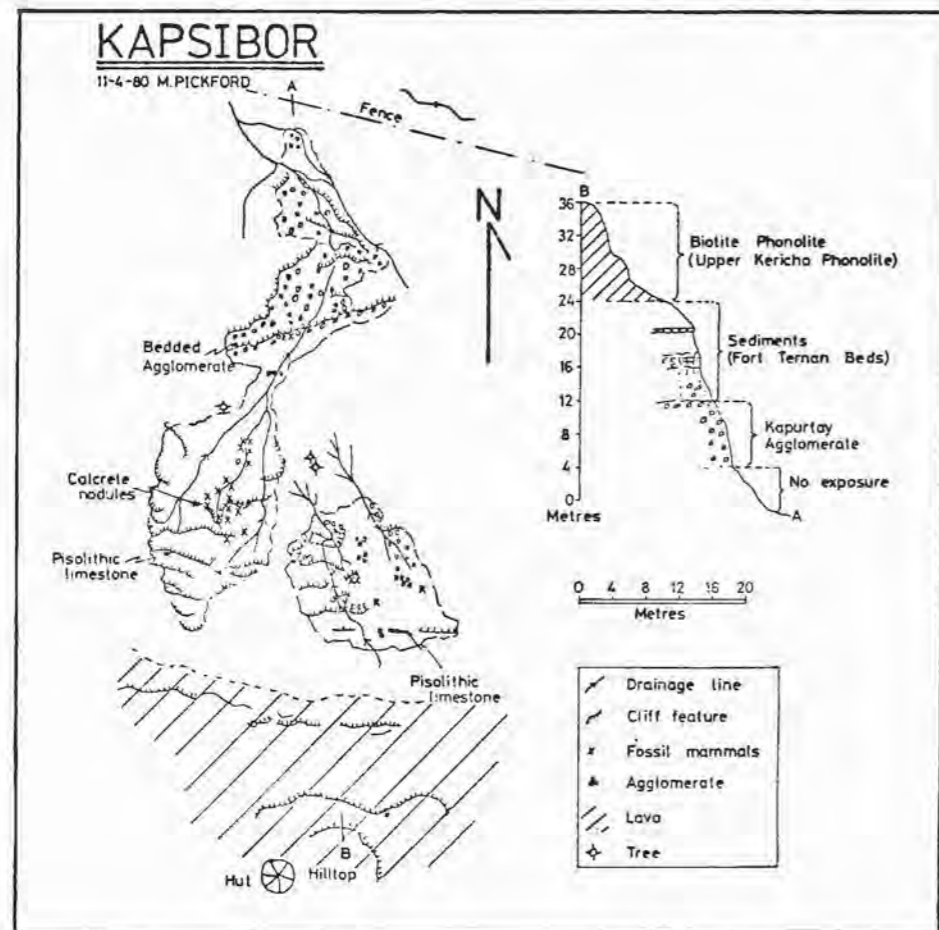 KAPSIBOR
11-4-80 M.PICKFORD
A
Fence
N
B
36
32
28
24
20
16
12
8
4
0
Metres
Biotite Phonolite
(Upper Kericho Phonolite)
Sediments
(Fort Ternan Beds)
Kapurtay
Agglomerate
No exposure
A
Bedded
Agglomerate
Calcrete
nodules
Pisolithic
limestone
Pisolithic
limestone
0 4 8 12 16 20
Metres
Drainage line
Cliff feature
Fossil mammals
Agglomerate
Lava
Tree
B
Hilltop
Hut